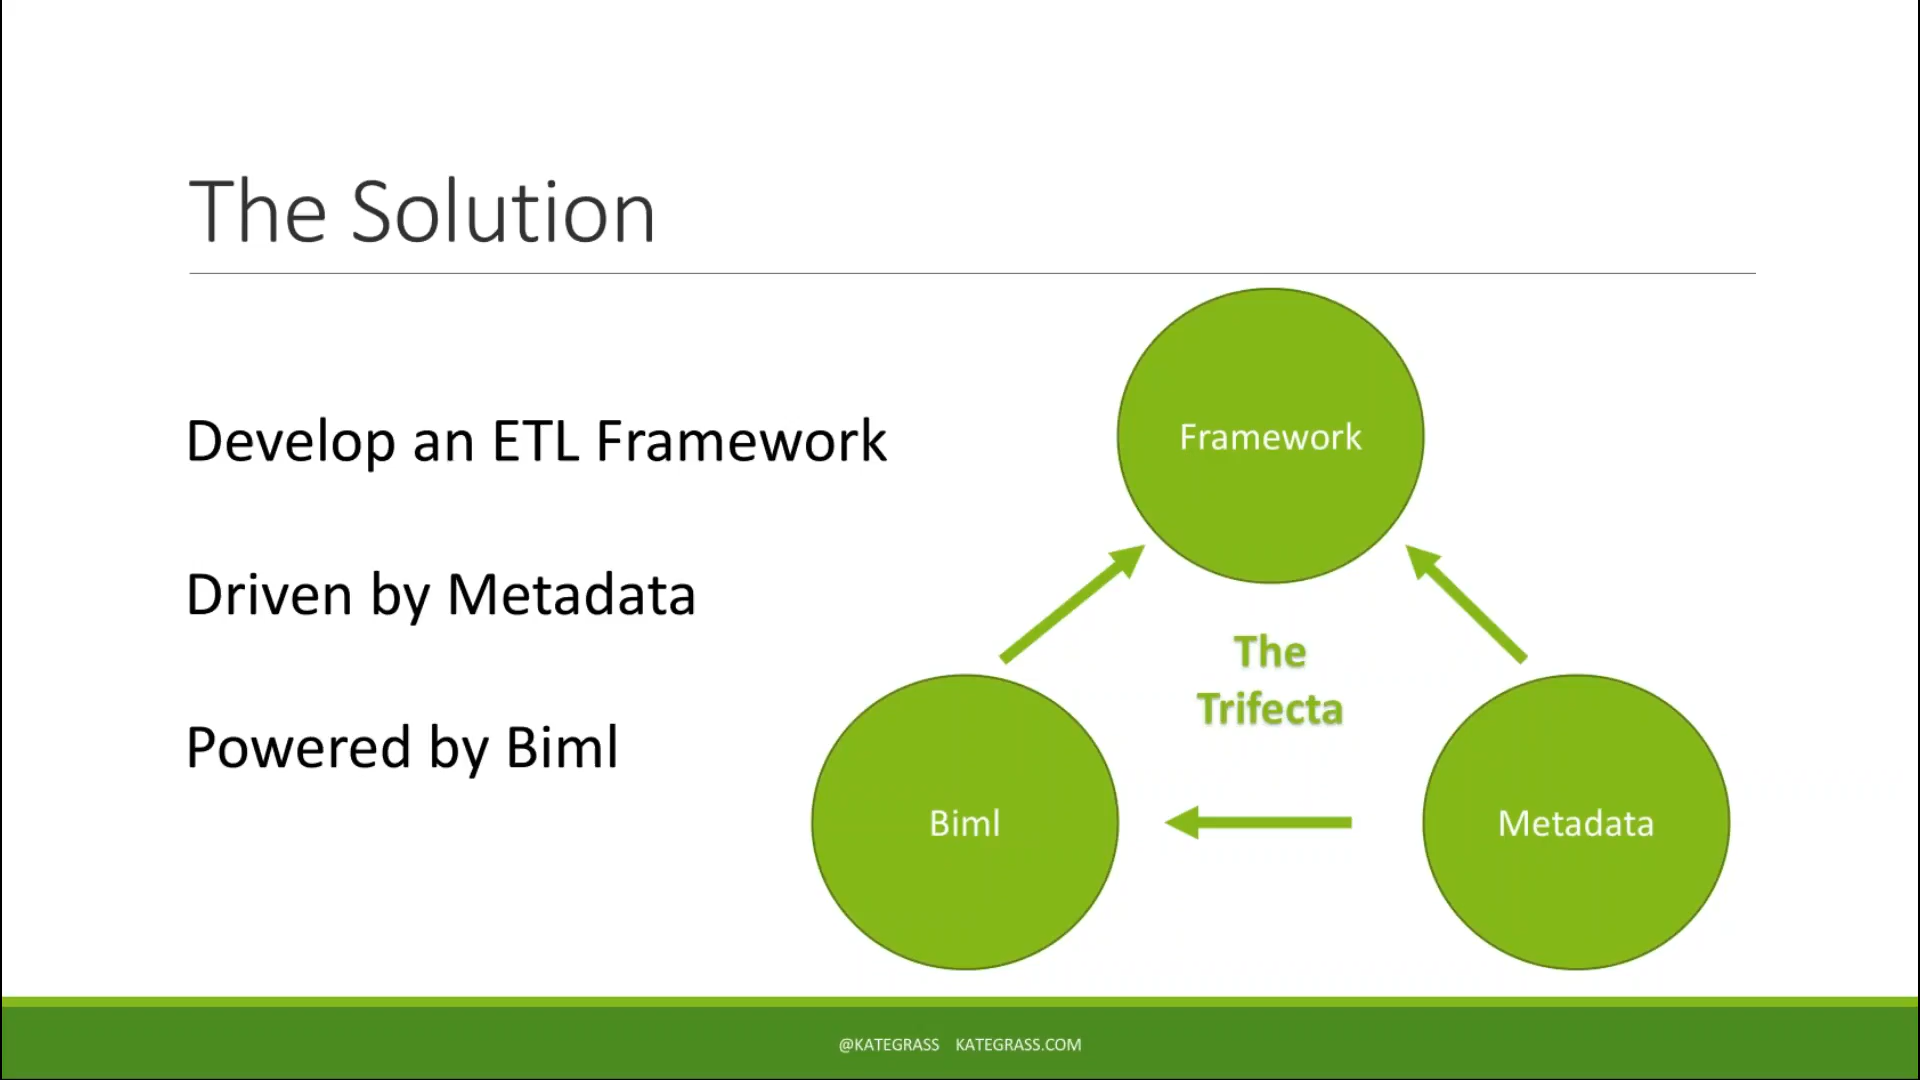 The Solution
Develop an ETL Framework
Driven by Metadata
Powered by Biml
Framework
The
Trifecta
Biml
Metadata
@KATEGRASS KATEGRASS.COM